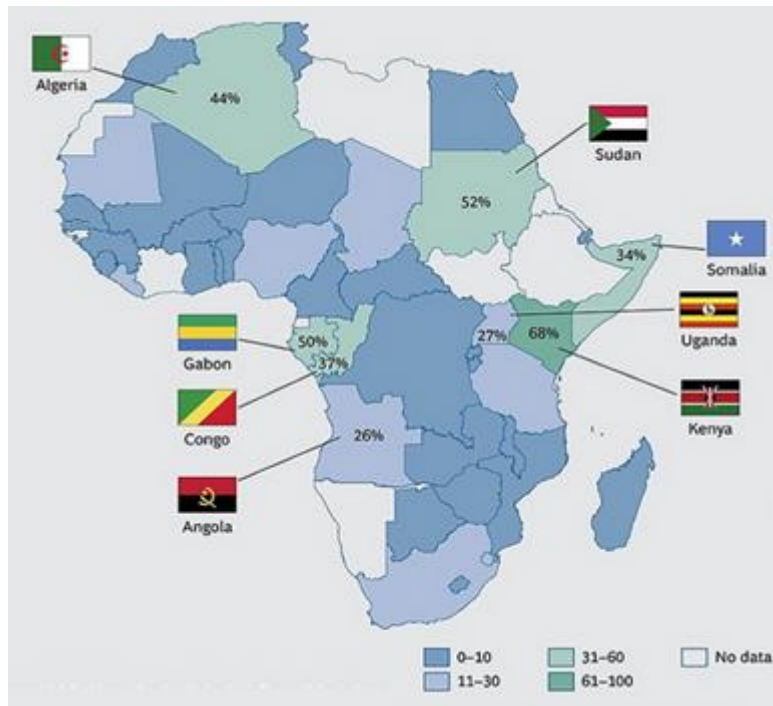 Algeria
44%
Sudan
52%
34%
Somalia
Gabon
50%
27%
68%
Uganda
Congo
37%
Kenya
Angola
26%
0–10
31–60
No data
11–30
61–100